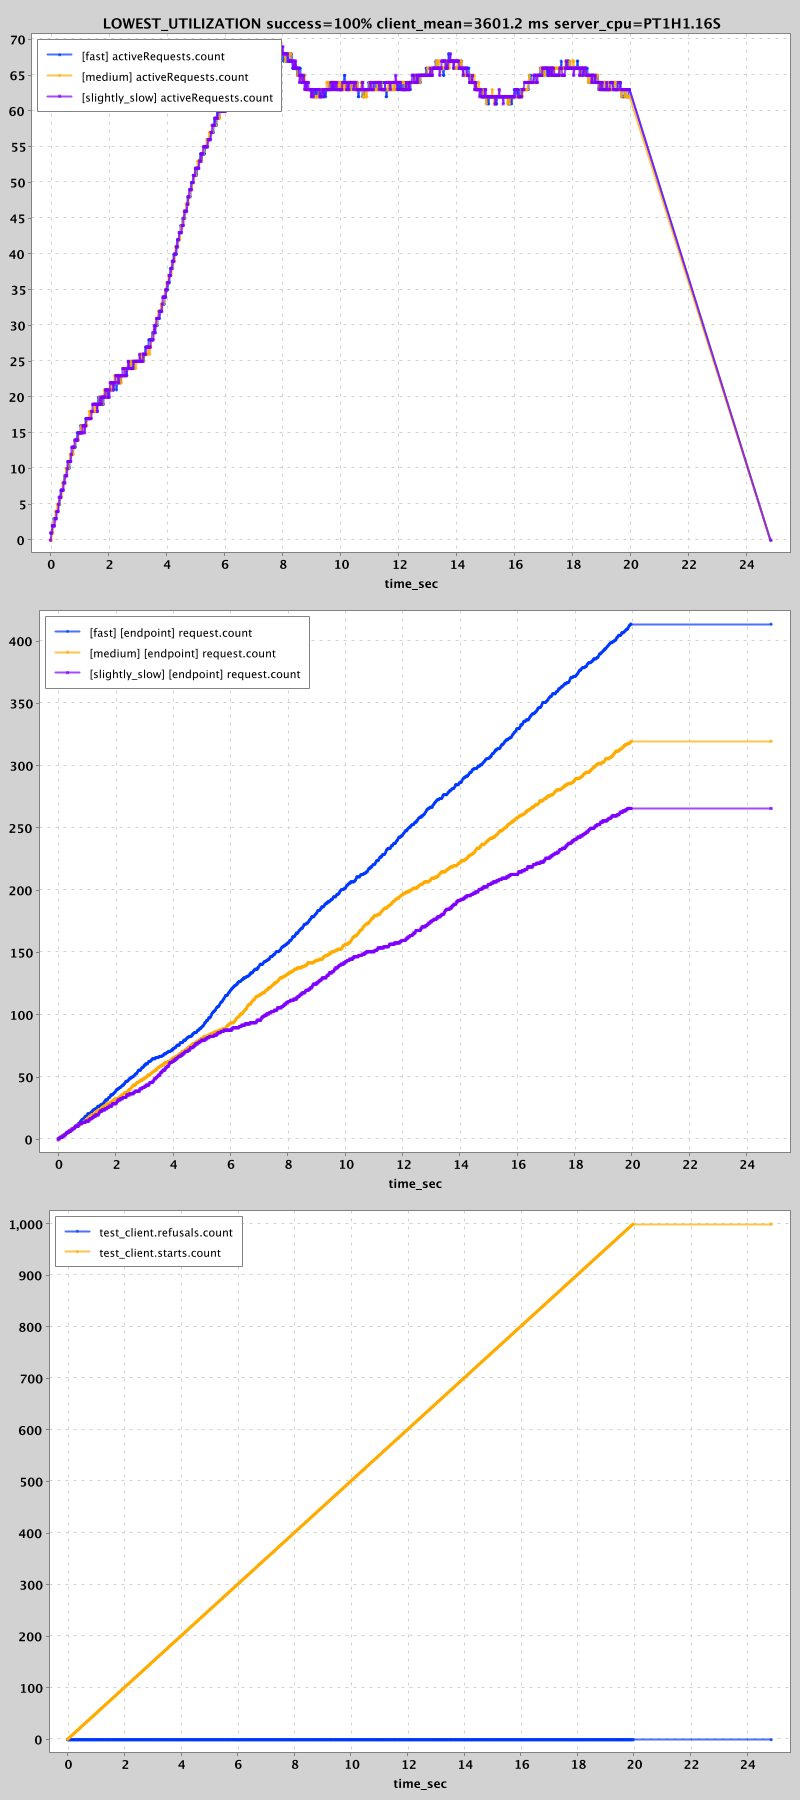 LOWEST_UTILIZATION success=100% client_mean=3601.2 ms server_cpu=PT1H1.16S
[fast] activeRequests.count
[medium] activeRequests.count
[slightly_slow] activeRequests.count
70
65
60
55
50
45
40
35
30
25
20
15
10
5
0
0 2 4 6 8 10 12 14 16 18 20 22 24
time_sec
[fast] [endpoint] request.count
[medium] [endpoint] request.count
[slightly_slow] [endpoint] request.count
400
350
300
250
200
150
100
50
0
0 2 4 6 8 10 12 14 16 18 20 22 24
time_sec
test_client.refusals.count
test_client.starts.count
1,000
900
800
700
600
500
400
300
200
100
0
0 2 4 6 8 10 12 14 16 18 20 22 24
time_sec